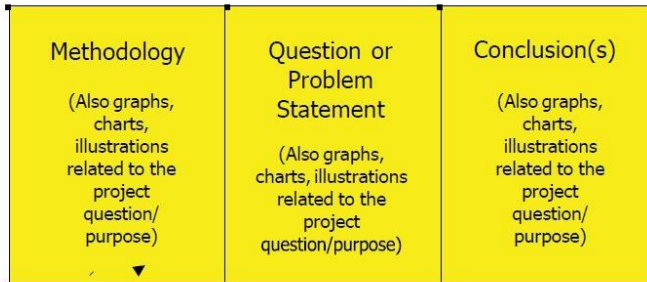 Methodology
(Also graphs,
charts,
illustrations
related to the
project
question/
purpose)
Question or
Problem
Statement
(Also graphs,
charts, illustrations
related to the
project
question/purpose)
Conclusion(s)
(Also graphs,
charts,
illustrations
related to the
project
question/
purpose)